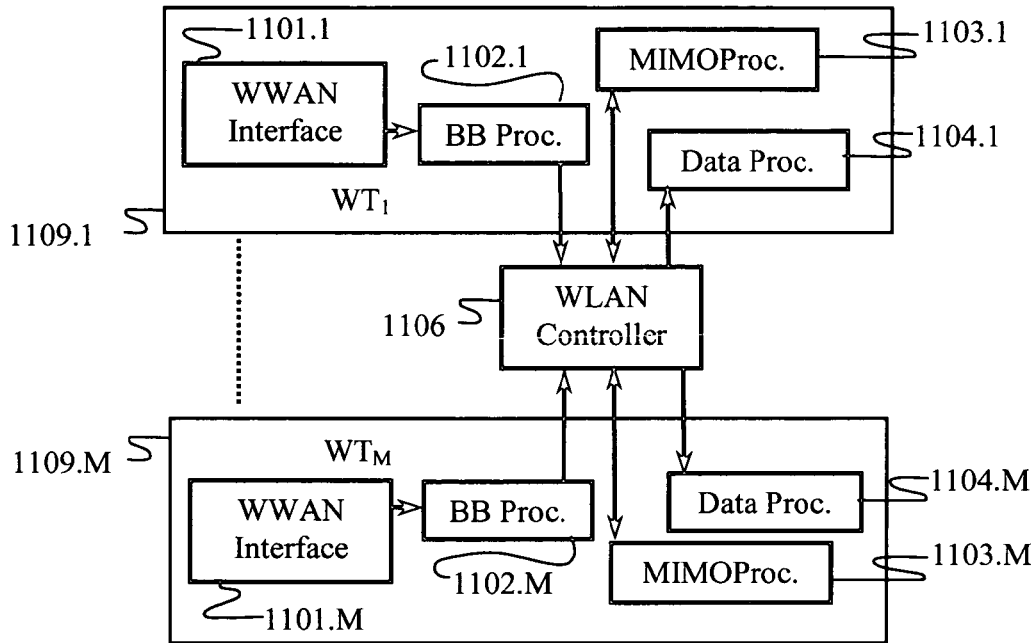 1101.1
1102.1
1103.1
MIMOProc.
WWAN
Interface
BB Proc.
1104.1
Data Proc.
WT1
1109.1
WLAN
Controller
1106
WTM
1109.M
WWAN
Interface
BB Proc.
Data Proc.
1104.M
MIMOProc.
1103.M
1102.M
1101.M